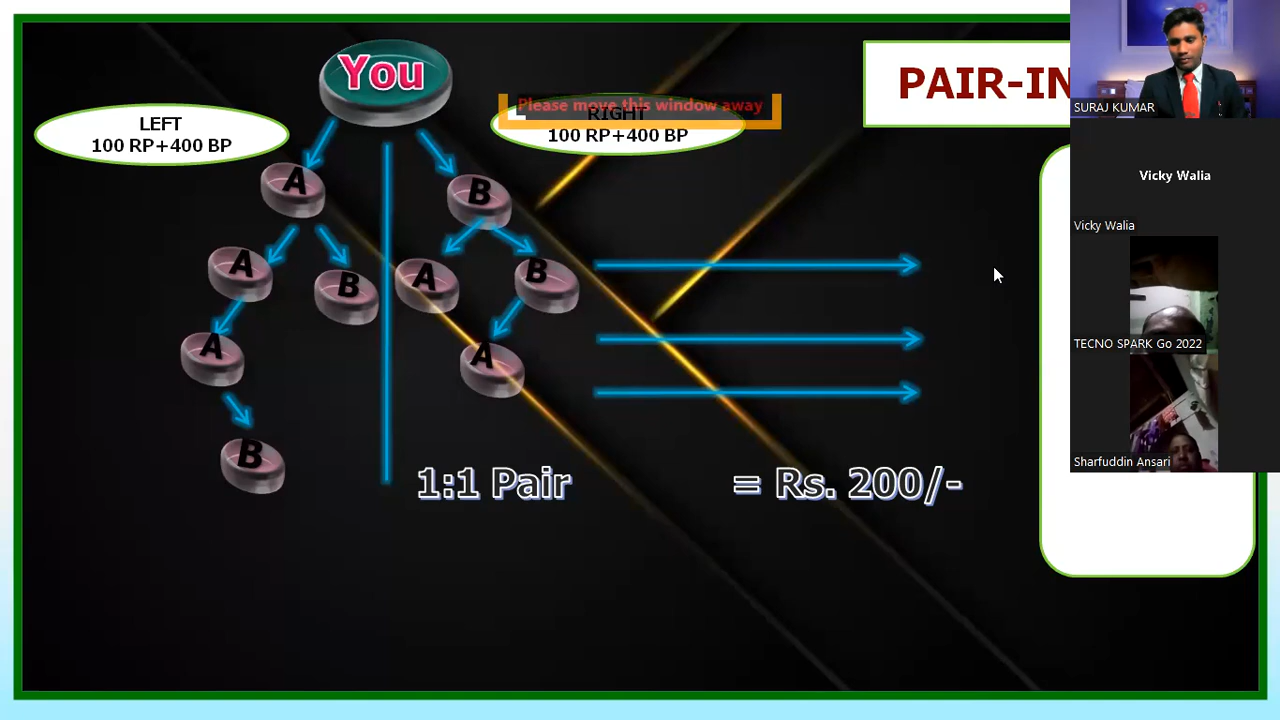 You
LEFT
100 RP+400 BP
Please move this window away
RIGHT
100 RP+400 BP
PAIR-IN
SURAJ KUMAR
Vicky Walia
Vicky Walia
TECNO SPARK Go 2022
Sharfuddin Ansari
A
B
A
B
A
B
A
A
B
1:1 Pair
= Rs. 200/-